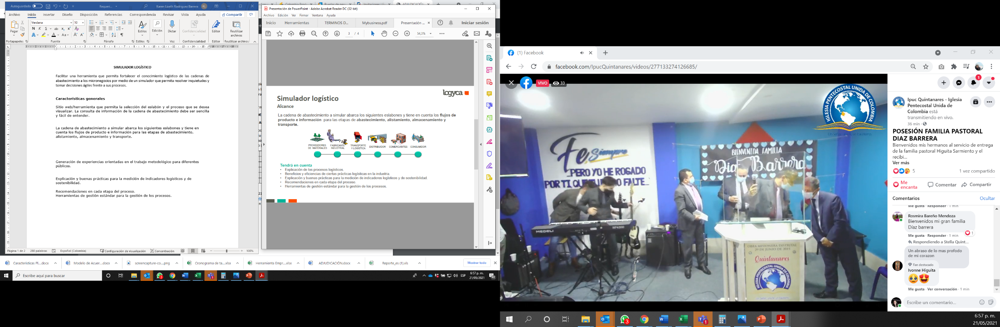 Autoguardado
Requeri...
Karen Lizeth Rodriguez Barrera
KL
Archivo
Inicio
Insertar
Diseño
Disposición
Referencias
Correspondencia
Revisar
Vista
Ayuda
Compartir
Pegar
Verdana
10
Estilos
Edición
Dictar
Confidencialidad
Editor
Reutilizar archivos
Portapapeles
Fuente
Párrafo
Estilos
Voz
Confidencialidad
Editor
Reutilizar archivos
SIMULADOR LOGÍSTICO
Facilitar una herramienta que permita fortalecer el conocimiento logístico de las cadenas de
abastecimiento a los micronegocios por medio de un simulador que permita resolver inquietudes y
tomar decisiones ágiles frente a sus procesos.
Características generales
Sitio web/herramienta que permita la selección del eslabón y el proceso que se desea
visualizar. La consulta de información de la cadena de abastecimiento debe ser sencilla
y fácil de entender.
La cadena de abastecimiento a simular abarca los siguientes eslabones y tiene en
cuenta los flujos de producto e información para las etapas de abastecimiento,
alistamiento, almacenamiento y transporte.
Generación de experiencias orientadas en el trabajo metodológico para diferentes
públicos.
Explicación y buenas prácticas para la medición de indicadores logísticos y de
sostenibilidad.
Recomendaciones en cada etapa del proceso.
Herramientas de gestión estándar para la gestión de los procesos.
Página 1 de 2
280 palabras
Español (Colombia)
Configuración de visualización
Concentración
100%
Presentación de PowerPoint - Adobe Acrobat Reader DC (32-bit)
Archivo Edición Ver Firmar Ventana Ayuda
Inicio
Herramientas
TERMINOS D...
Mybusiness.pdf
Presentación ...
Iniciar sesión
3 / 4
54,3%
logyca
Simulador logístico
Alcance
La cadena de abastecimiento a simular abarca los siguientes eslabones y tiene en cuenta los flujos de
producto e información para las etapas de abastecimiento, alistamiento, almacenamiento y
transporte.
PROVEEDORES DE MATERIALES
FABRICANTE INDUSTRIAL
TRANSPORTE Y LOGÍSTICA
DISTRIBUIDOR
COMERCIANTES
CONSUMIDOR
Tendrá en cuenta
• Explicación de los procesos logísticos.
• Beneficios y eficiencias de ciertas prácticas logísticas en la industria.
• Explicación y buenas prácticas para la medición de indicadores logísticos y de sostenibilidad.
• Recomendaciones en cada etapa del proceso.
• Herramientas de gestión estándar para la gestión de los procesos.
Caracteristicas Pl....docx
Modelo de Acuer....docx
screencapture-co....png
Cronograma de ta....xlsx
Herramienta Empr....xlsx
ADJUDICACIÓN.docx
Reporte_es (1).xls
Mostrar todo
Escribe aquí para buscar
ESP
6:57 p. m.
21/05/2021
(1) Facebook
facebook.com/IpucQuintanares/videos/277133274126685/
VIVO
33
IGLESIA PENTECOSTAL UNIDA DE COLOMBIA
Fe Siempre
..PERO YO HE ROGADO
POR TI QUE TU FE NO FALTE...
BIENVENIDA FAMILIA
Diaz Barrera
MEDELI
SP4200
OBRA MISIONERA DISTRITAL
29 DE JUNIO DE 2015
Quintanares
IGLESIA PENTECOSTAL UNIDA DE COLOMBIA
1
Ipuc Quintanares - Iglesia
Pentecostal Unida de
Colombia está
transmitiendo en vivo.
36 min
POSESIÓN FAMILIA PASTORAL
DIAZ BARRERA
Bienvenidos mis hermanos al servicio de entrega
de la familia pastoral Higuita Sarmiento y el
recibi...
Ver más
5
1 vez compartido
Me encanta
Comentar
Compartir
Comentarios
Ocultar
Me gusta · Responder · 1 min
Rosmira Bareño Mendoza
Bienvenidos mi gran familia
Díaz barrera
1
Me gusta · Responder · 1 min
Respondiendo a Stella Quint...
Un abraso de lo mas profodo
de mi corazon
Fan destacado
Ivonne Higuita
Me gusta · Ver conversación · 1 min
Escribe un comentario...
6:57 p. m.
21/05/2021